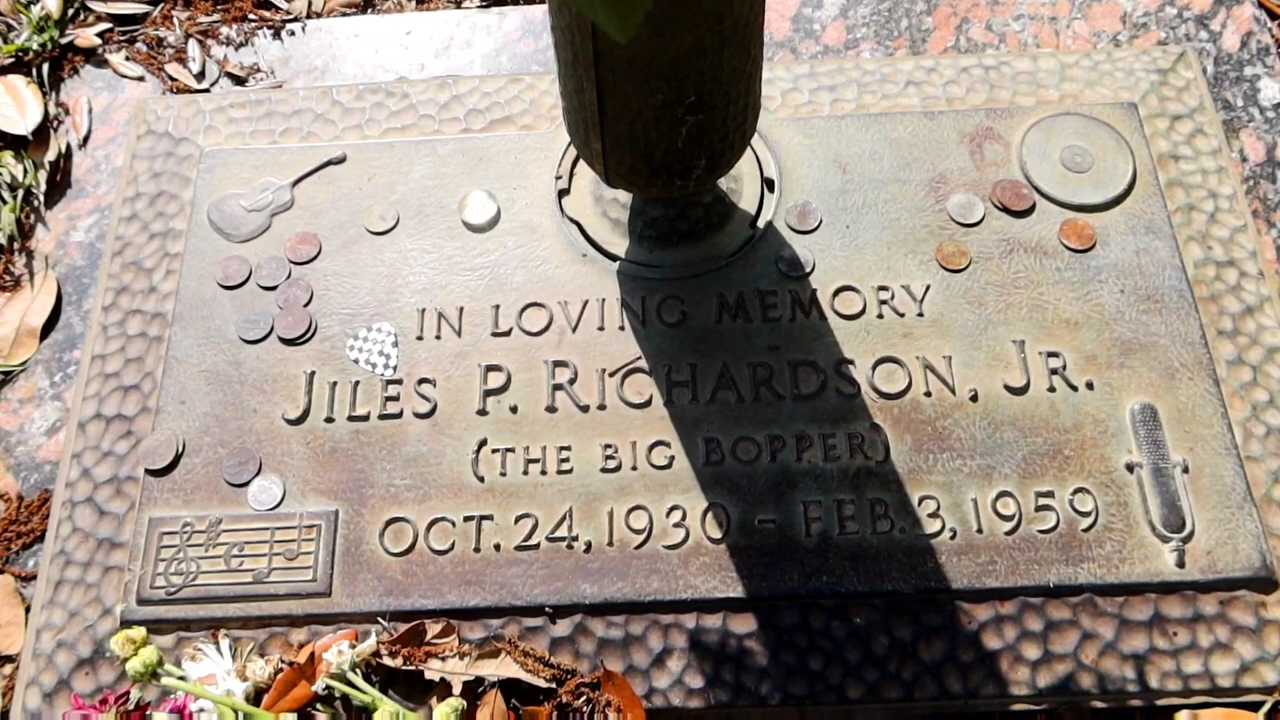 IN LOVING MEMORY
JILES P. RICHARDSON, JR.
(THE BIG BOPPER)
OCT. 24, 1930 - FEB. 3, 1959